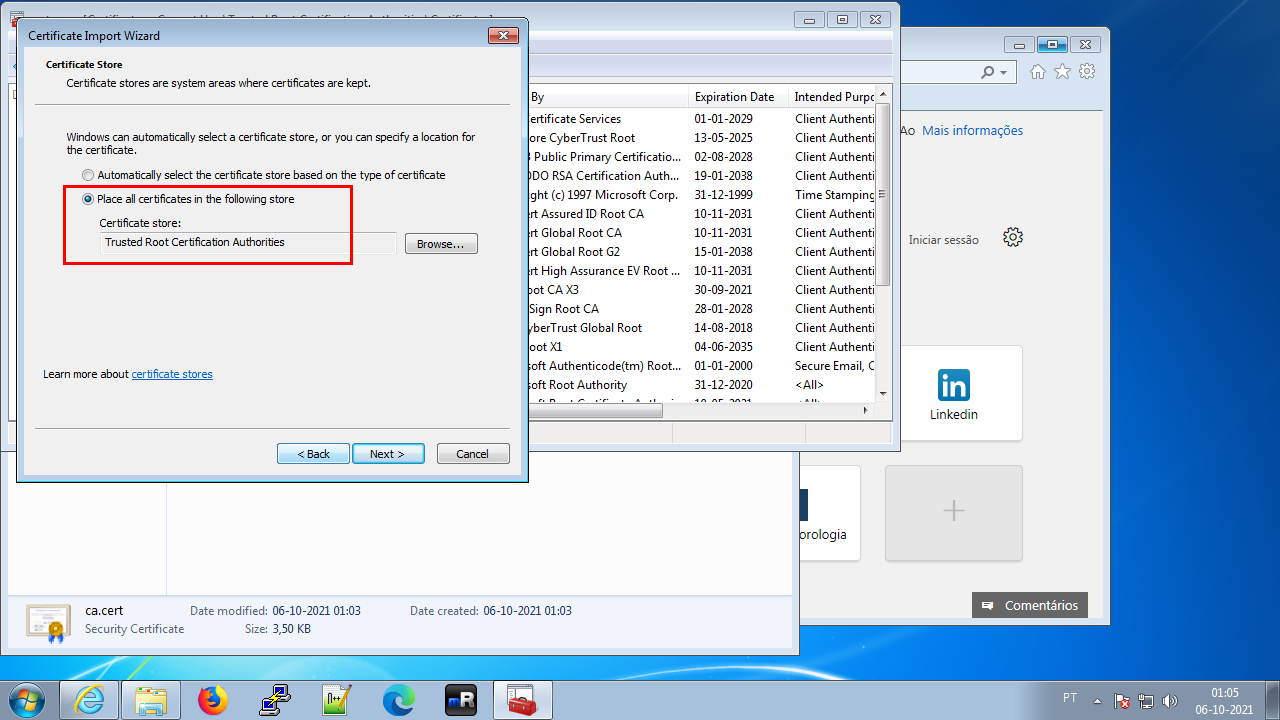 Certificate Import Wizard
Certificate Store
Certificate stores are system areas where certificates are kept.
Windows can automatically select a certificate store, or you can specify a location for
the certificate.
Automatically select the certificate store based on the type of certificate
Place all certificates in the following store
Certificate store:
Trusted Root Certification Authorities
Browse...
Learn more about certificate stores
< Back
Next >
Cancel
By Expiration Date Intended Purpo
ertificate Services 01-01-2029 Client Authenti
ore CyberTrust Root 13-05-2025 Client Authenti
3 Public Primary Certificatio... 02-08-2028 Client Authenti
ODO RSA Certification Auth... 19-01-2038 Client Authenti
ght (c) 1997 Microsoft Corp. 31-12-1999 Time Stamping
ert Assured ID Root CA 10-11-2031 Client Authenti
ert Global Root CA 10-11-2031 Client Authenti
ert Global Root G2 15-01-2038 Client Authenti
ert High Assurance EV Root ... 10-11-2031 Client Authenti
oot CA X3 30-09-2021 Client Authenti
Sign Root CA 28-01-2028 Client Authenti
yberTrust Global Root 14-08-2018 Client Authenti
oot X1 04-06-2035 Client Authenti
soft Authenticode(tm) Root... 01-01-2000 Secure Email, C
soft Root Authority 31-12-2020 <All>
Ao Mais informações
Iniciar sessão
Linkedin
orologia
Comentários
ca.cert
Security Certificate
Date modified: 06-10-2021 01:03
Size: 3,50 KB
Date created: 06-10-2021 01:03
mR
PT
01:05
06-10-2021